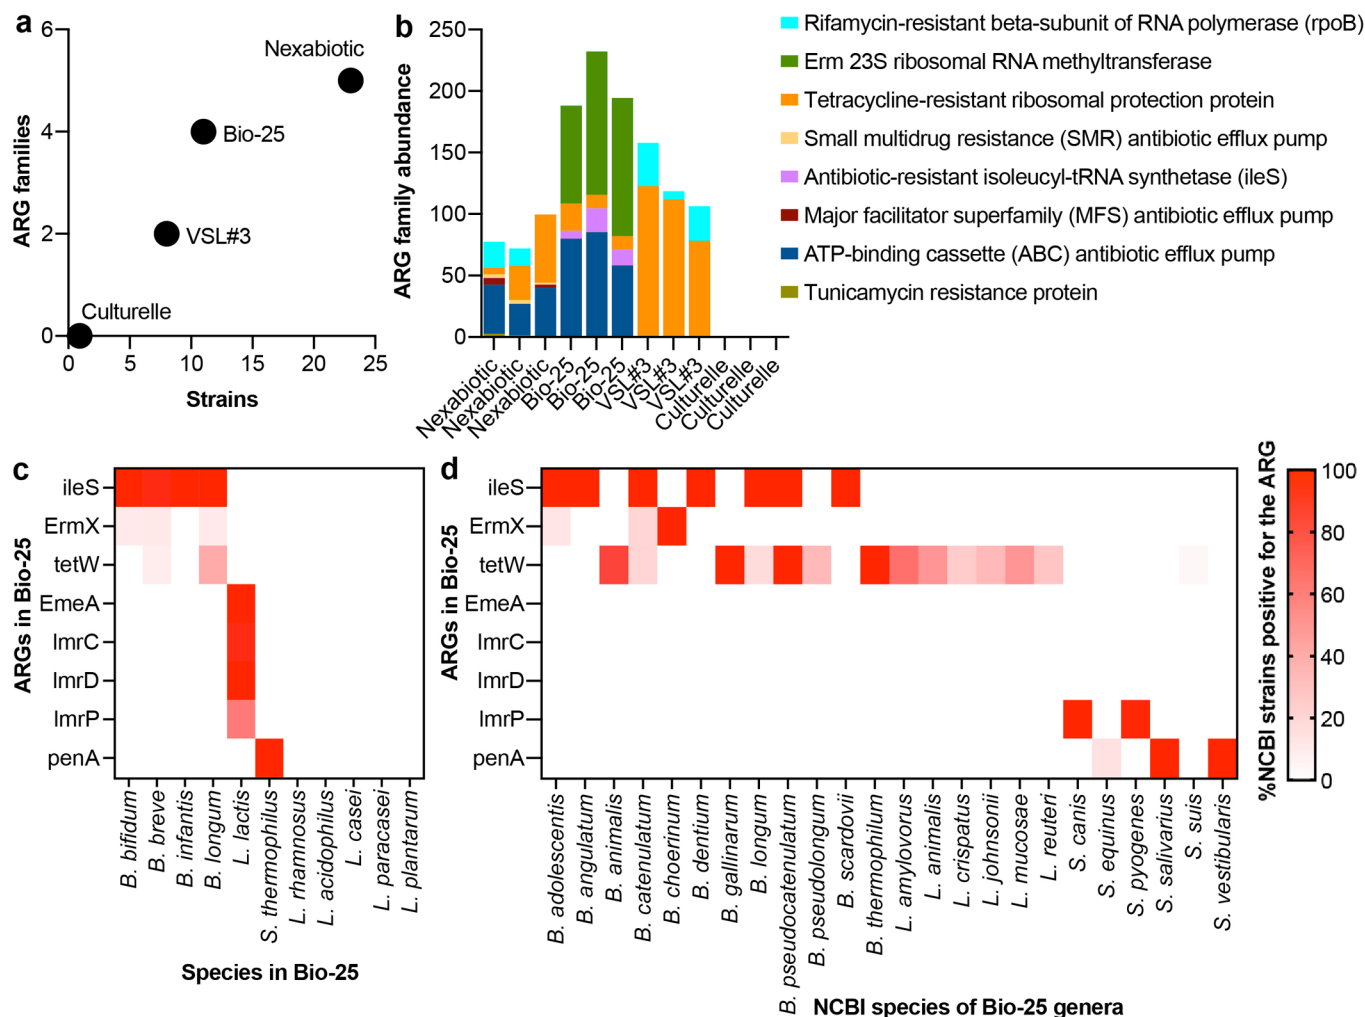 a
6
4
2
0
ARG families
Nexabiotic
Bio-25
VSL#3
Culturelle
0
5
10
15
20
25
Strains
b
250
200
150
100
50
0
ARG family abundance
Nexabiotic
Nexabiotic
Nexabiotic
Bio-25
Bio-25
Bio-25
VSL#3
VSL#3
VSL#3
Culturelle
Culturelle
Culturelle
Rifamycin-resistant beta-subunit of RNA polymerase (rpoB)
Erm 23S ribosomal RNA methyltransferase
Tetracycline-resistant ribosomal protection protein
Small multidrug resistance (SMR) antibiotic efflux pump
Antibiotic-resistant isoleucyl-tRNA synthetase (ileS)
Major facilitator superfamily (MFS) antibiotic efflux pump
ATP-binding cassette (ABC) antibiotic efflux pump
Tunicamycin resistance protein
c
ARGs in Bio-25
ileS
ErmX
tetW
EmeA
lmrC
lmrD
lmrP
penA
B. bifidum
B. breve
B. infantis
B. longum
L. lactis
S. thermophilus
L. rhamnosus
L. acidophilus
L. casei
L. paracasei
L. plantarum
Species in Bio-25
d
ARGs in Bio-25
ileS
ErmX
tetW
EmeA
lmrC
lmrD
lmrP
penA
B. adolescentis
B. angulatum
B. animalis
B. catenulatum
B. choerinum
B. dentium
B. gallinarum
B. longum
B. pseudocatenulatum
B. pseudolongum
B. scardovii
B. thermophilum
L. amylovorus
L. animalis
L. crispatus
L. johnsonii
L. mucosae
L. reuteri
S. canis
S. equinus
S. pyogenes
S. salivarius
S. suis
S. vestibularis
NCBI species of Bio-25 genera
%NCBI strains positive for the ARG
100
80
60
40
20
0